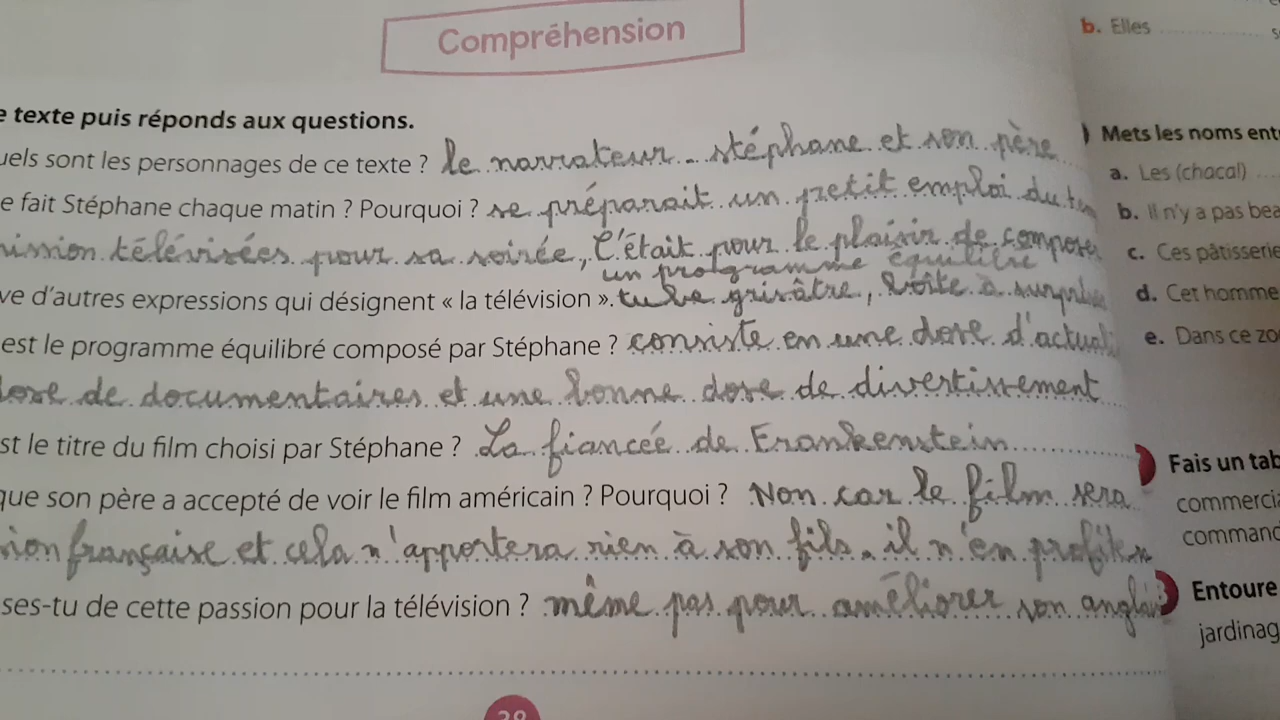 Compréhension
b. Elles
e texte puis réponds aux questions.
uels sont les personnages de ce texte ? le narrateur .. stéphane et son père
e fait Stéphane chaque matin ? Pourquoi ? se préparait un petit emploi du
ission télévisées pour sa soirée, C'était pour le plaisir de composer
un programme équilibré
ve d'autres expressions qui désignent « la télévision ». tube grisâtre, boîte à surprise
est le programme équilibré composé par Stéphane ? consiste en une dose d'actuali
dose de documentaires et une bonne dose de divertissement
st le titre du film choisi par Stéphane ? La fiancée de Frankenstein
que son père a accepté de voir le film américain ? Pourquoi ? Non car le film sera
sion française et cela n'apportera rien à son fils. il n'en profite
ses-tu de cette passion pour la télévision ? même pas pour améliorer son anglais
Mets les noms ent
a. Les (chacal)
b. Il n'y a pas bea
c. Ces pâtisserie
d. Cet homme
e. Dans ce zo
Fais un tab
commercia
command
Entoure
jardinag